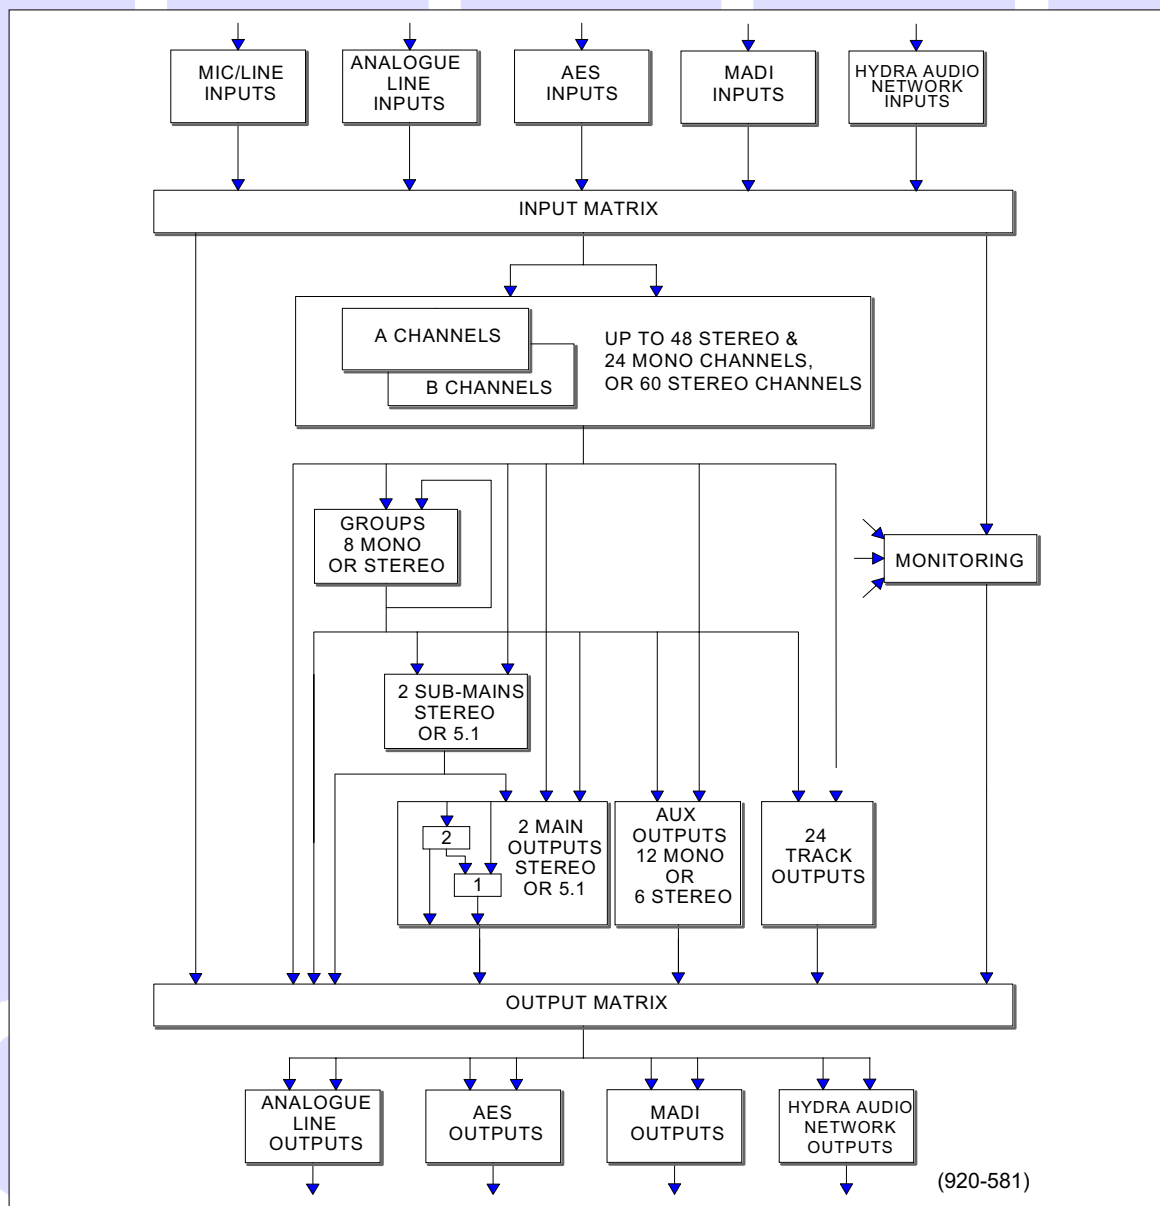 MIC/LINE
INPUTS
ANALOGUE
LINE
INPUTS
AES
INPUTS
MADI
INPUTS
HYDRA AUDIO
NETWORK
INPUTS
INPUT MATRIX
A CHANNELS
B CHANNELS
UP TO 48 STEREO &
24 MONO CHANNELS,
OR 60 STEREO CHANNELS
GROUPS
8 MONO
OR STEREO
MONITORING
2 SUB-MAINS
STEREO
OR 5.1
2
1
2 MAIN
OUTPUTS
STEREO
OR 5.1
AUX
OUTPUTS
12 MONO
OR
6 STEREO
24
TRACK
OUTPUTS
OUTPUT MATRIX
ANALOGUE
LINE
OUTPUTS
AES
OUTPUTS
MADI
OUTPUTS
HYDRA AUDIO
NETWORK
OUTPUTS
(920-581)